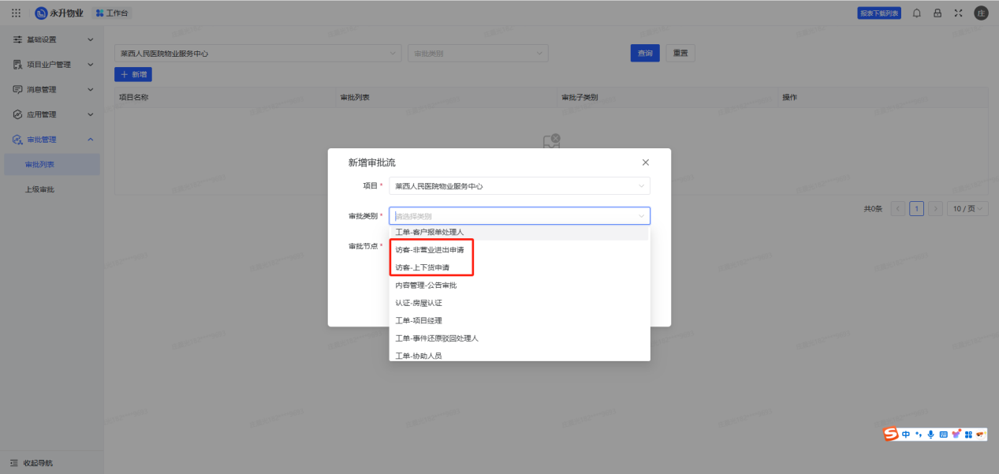 永升物业 工作台 报表下载列表 庄
基础设置
项目业户管理
消息管理
应用管理
审批管理
审批列表
上级审批
收起导航
莱西人民医院物业服务中心 审批类别 查询 重置
+ 新增
项目名称 审批列表 审批子类别 操作
共0条 1 10 / 页
新增审批流
项目 * 莱西人民医院物业服务中心
审批类别 * 请选择类别
审批节点 *
工单-客户报单处理人
访客-非营业进出申请
访客-上下货申请
内容管理-公告审批
认证-房屋认证
工单-项目经理
工单-事件还原驳回处理人
工单-协助人员
中